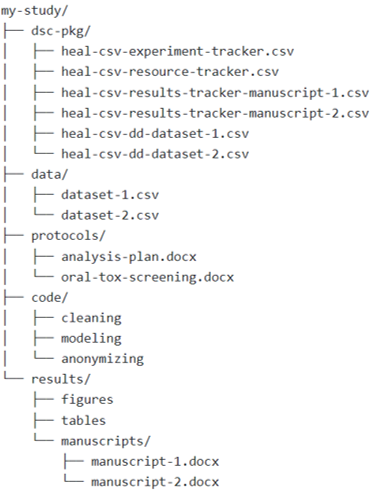 my-study/
├── dsc-pkg/
│   ├── heal-csv-experiment-tracker.csv
│   ├── heal-csv-resource-tracker.csv
│   ├── heal-csv-results-tracker-manuscript-1.csv
│   ├── heal-csv-results-tracker-manuscript-2.csv
│   ├── heal-csv-dd-dataset-1.csv
│   └── heal-csv-dd-dataset-2.csv
├── data/
│   ├── dataset-1.csv
│   └── dataset-2.csv
├── protocols/
│   ├── analysis-plan.docx
│   └── oral-tox-screening.docx
├── code/
│   ├── cleaning
│   ├── modeling
│   └── anonymizing
└── results/
    ├── figures
    ├── tables
    └── manuscripts/
        ├── manuscript-1.docx
        └── manuscript-2.docx